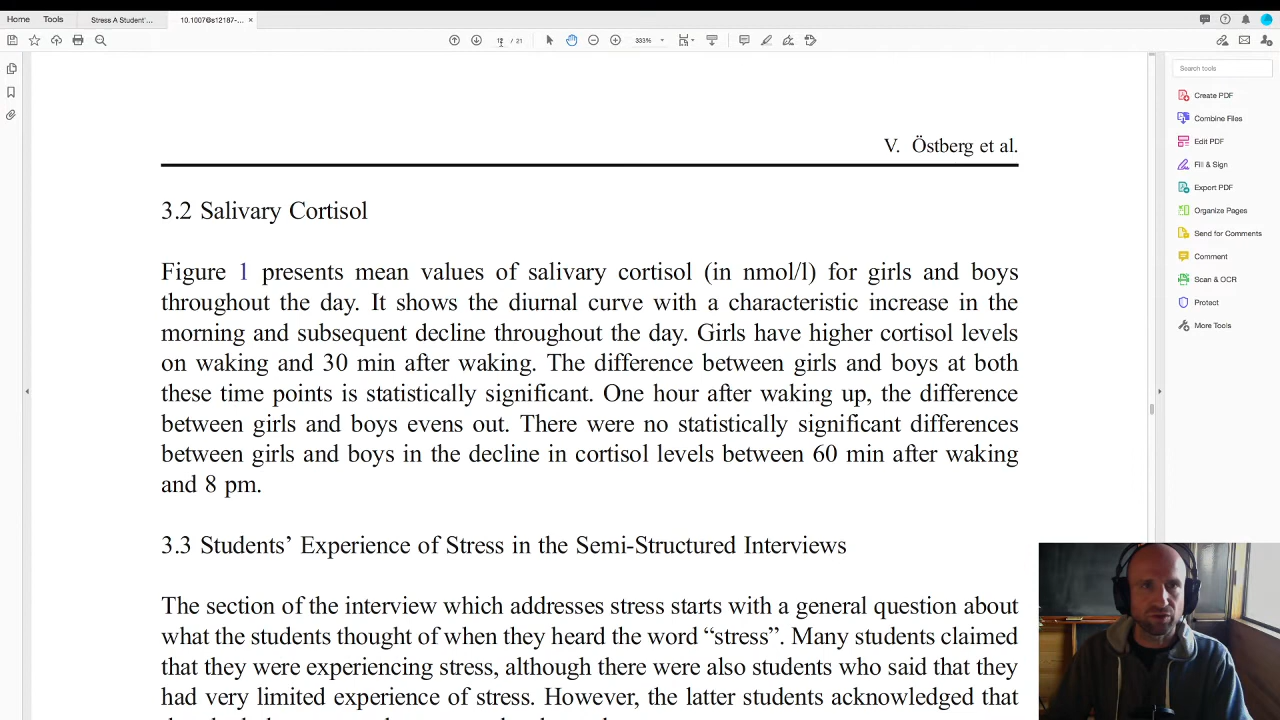 Home Tools Stress A Student'... 10.1007@s12187-... ×
12 / 21 333%
Search tools
Create PDF
Combine Files
Edit PDF
Fill & Sign
Export PDF
Organize Pages
Send for Comments
Comment
Scan & OCR
Protect
More Tools
V. Östberg et al.
3.2 Salivary Cortisol
Figure 1 presents mean values of salivary cortisol (in nmol/l) for girls and boys
throughout the day. It shows the diurnal curve with a characteristic increase in the
morning and subsequent decline throughout the day. Girls have higher cortisol levels
on waking and 30 min after waking. The difference between girls and boys at both
these time points is statistically significant. One hour after waking up, the difference
between girls and boys evens out. There were no statistically significant differences
between girls and boys in the decline in cortisol levels between 60 min after waking
and 8 pm.
3.3 Students' Experience of Stress in the Semi-Structured Interviews
The section of the interview which addresses stress starts with a general question about
what the students thought of when they heard the word “stress”. Many students claimed
that they were experiencing stress, although there were also students who said that they
had very limited experience of stress. However, the latter students acknowledged that